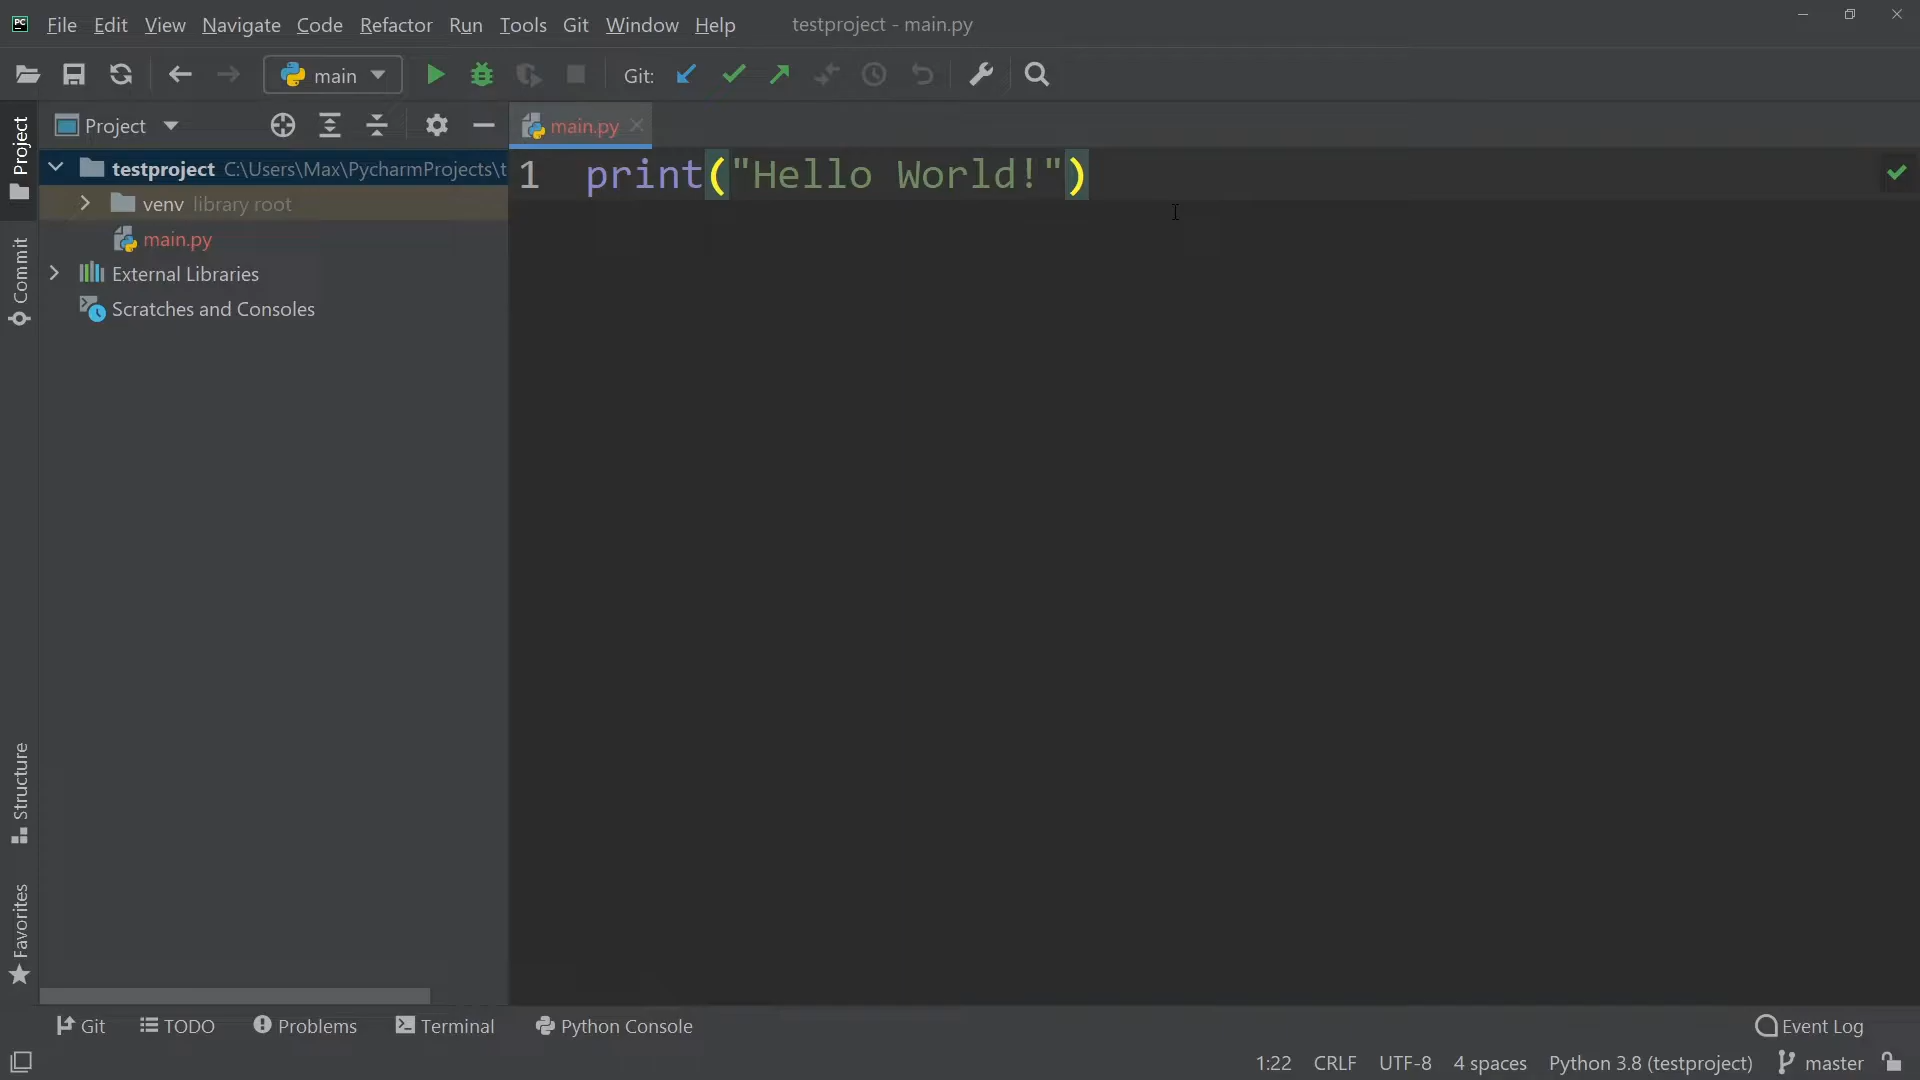 PC File Edit View Navigate Code Refactor Run Tools Git Window Help testproject - main.py
main Git:
Project main.py
Project
testproject C:\Users\Max\PycharmProjects\t
1 print("Hello World!")
venv library root
main.py
External Libraries
Scratches and Consoles
Commit
Structure
Favorites
Git TODO Problems Terminal Python Console Event Log
1:22 CRLF UTF-8 4 spaces Python 3.8 (testproject) master